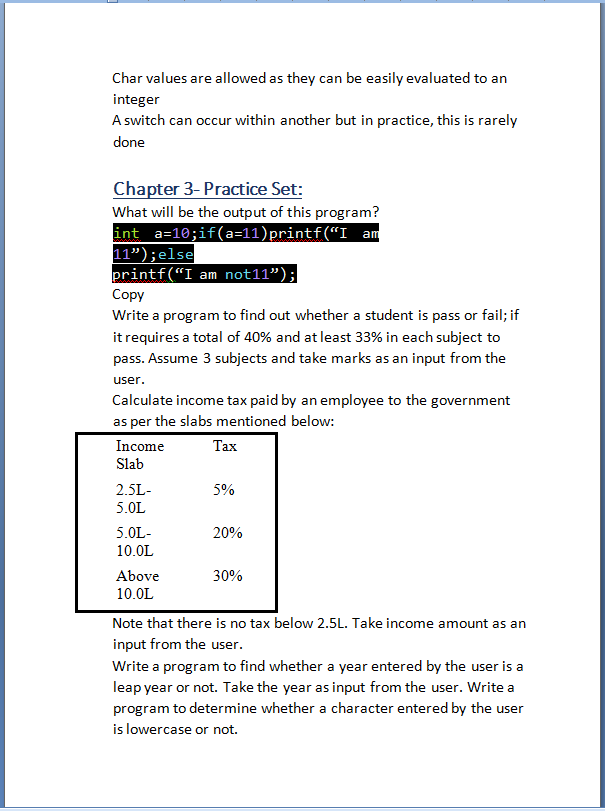 Char values are allowed as they can be easily evaluated to an
integer
A switch can occur within another but in practice, this is rarely
done
Chapter 3- Practice Set:
What will be the output of this program?
int a=10;if(a=11)printf(“I am
11”);else
printf(“I am not11”);
Copy
Write a program to find out whether a student is pass or fail; if
it requires a total of 40% and at least 33% in each subject to
pass. Assume 3 subjects and take marks as an input from the
user.
Calculate income tax paid by an employee to the government
as per the slabs mentioned below:
Income Tax
Slab
2.5L- 5%
5.0L
5.0L- 20%
10.0L
Above 30%
10.0L
Note that there is no tax below 2.5L. Take income amount as an
input from the user.
Write a program to find whether a year entered by the user is a
leap year or not. Take the year as input from the user. Write a
program to determine whether a character entered by the user
is lowercase or not.